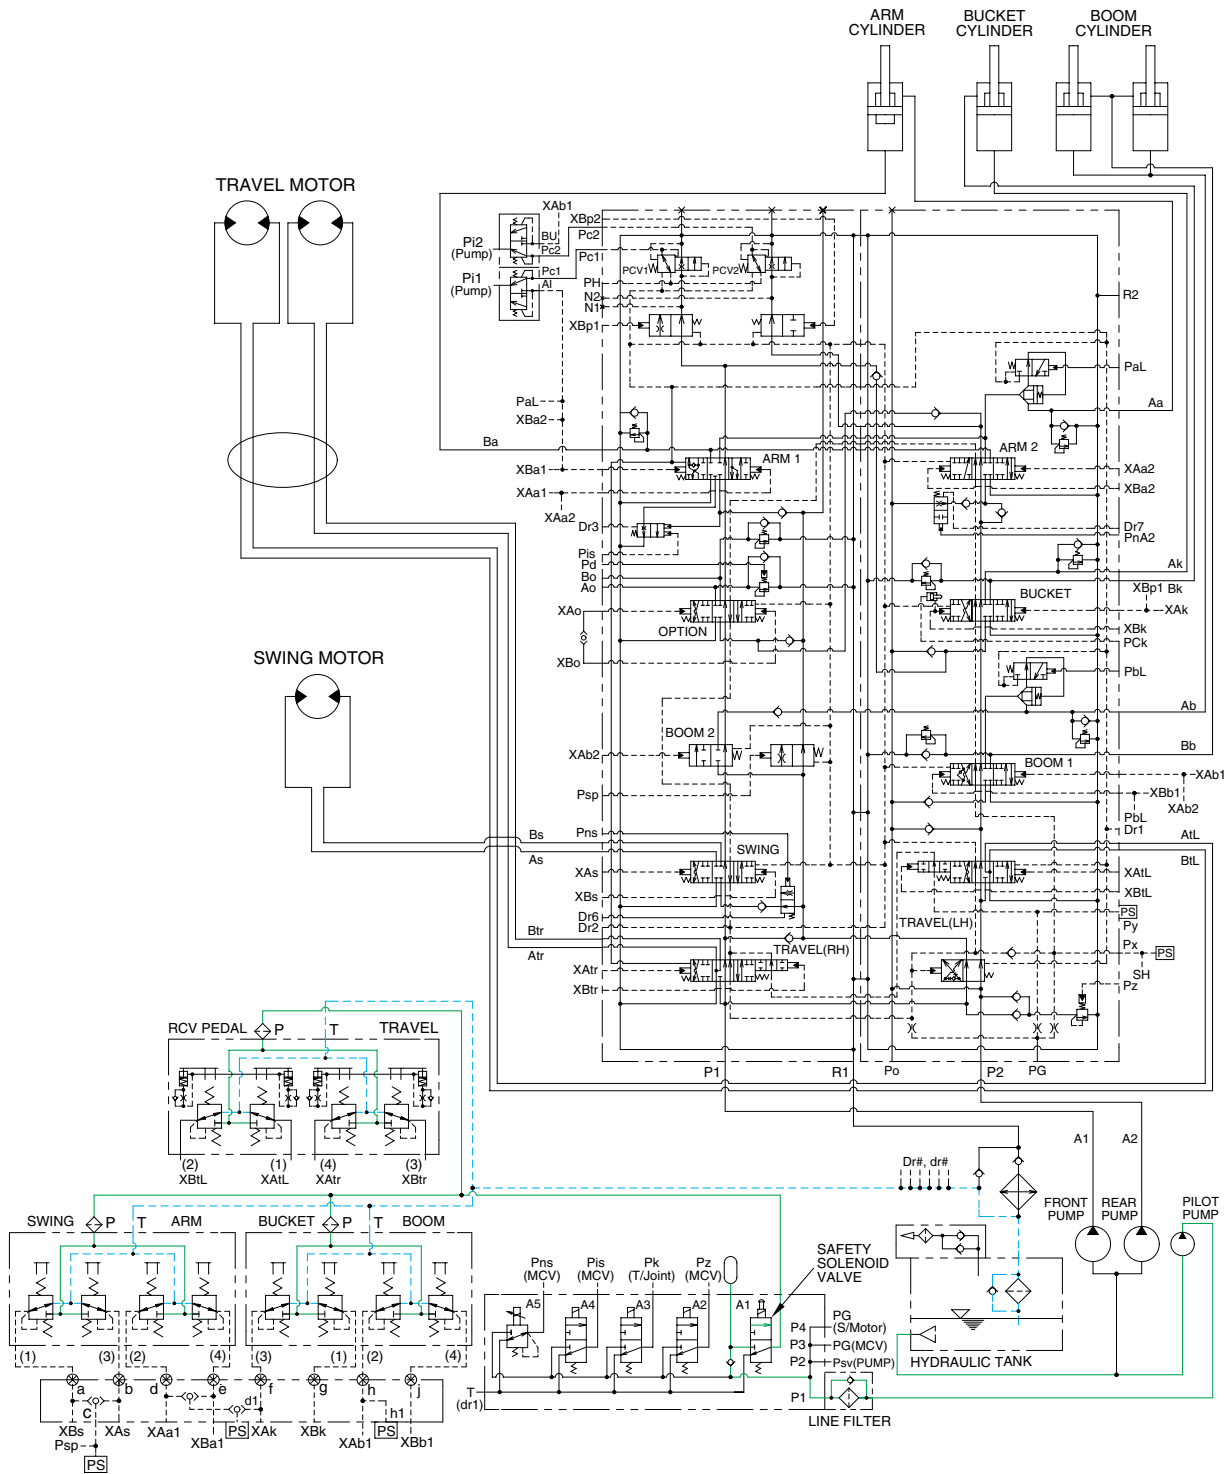 ARM
CYLINDER
BUCKET
CYLINDER
BOOM
CYLINDER
TRAVEL MOTOR
XAb1
XBp2
BU
Pc2
Pi2
(Pump)
Pc2
Pc1
Pc1
Pi1
(Pump)
AI
PCV1
PCV2
PH
N2
N1
R2
XBp1
PaL
PaL
XBa2
Aa
Ba
ARM 1
ARM 2
XBa1
XAa2
XAa1
XBa2
XAa2
Dr3
Dr7
PnA2
Pis
Pd
Bo
Ao
Ak
XBp1 Bk
BUCKET
XAo
XAk
OPTION
XBk
PCk
XBo
PbL
SWING MOTOR
Ab
BOOM 2
XAb2
Bb
BOOM 1
XAb1
Psp
XBb1
XAb2
PbL
Dr1
Bs
Pns
AtL
As
SWING
BtL
XAs
XAtL
XBs
XBtL
Dr6
Dr2
PS
TRAVEL(LH)
Py
Btr
TRAVEL(RH)
Px
PS
Atr
XAtr
SH
XBtr
Pz
RCV PEDAL
P
T
TRAVEL
P1
R1
Po
P2
PG
(2)
(1)
(4)
(3)
XBtL
XAtL
XAtr
XBtr
A1
A2
Dr#, dr#
FRONT
PUMP
REAR
PUMP
PILOT
PUMP
SWING
P
T
ARM
BUCKET
P
T
BOOM
SAFETY
SOLENOID
VALVE
Pns
(MCV)
Pis
(MCV)
Pk
(T/Joint)
Pz
(MCV)
A5
A4
A3
A2
A1
PG
(S/Motor)
P4
P3
PG(MCV)
P2
Psv(PUMP)
P1
T
(dr1)
LINE FILTER
HYDRAULIC TANK
(1)
(3)
(2)
(4)
(3)
(1)
(2)
(4)
a
b
d
e
f
g
h
j
c
d1
h1
XBs
XAs
XAa1
XBa1
PS
XAk
XBk
XAb1
PS
XBb1
Psp
PS